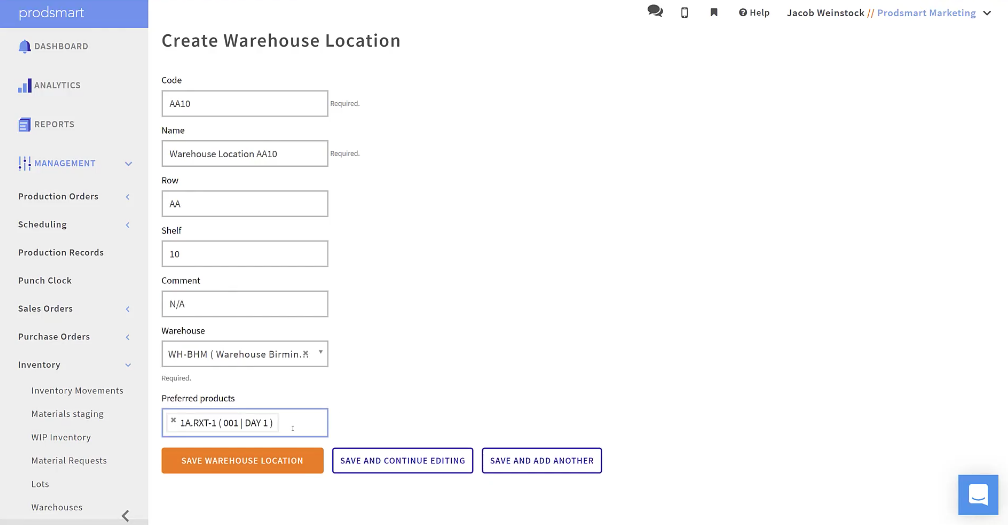 prodsmart
Help
Jacob Weinstock // Prodsmart Marketing
DASHBOARD
ANALYTICS
REPORTS
MANAGEMENT
Production Orders
Scheduling
Production Records
Punch Clock
Sales Orders
Purchase Orders
Inventory
Inventory Movements
Materials staging
WIP Inventory
Material Requests
Lots
Warehouses
Create Warehouse Location
Code
AA10
Required.
Name
Warehouse Location AA10
Required.
Row
AA
Shelf
10
Comment
N/A
Warehouse
WH-BHM ( Warehouse Birmin..
Required.
Preferred products
1A.RXT-1 ( 001 | DAY 1 )
SAVE WAREHOUSE LOCATION
SAVE AND CONTINUE EDITING
SAVE AND ADD ANOTHER